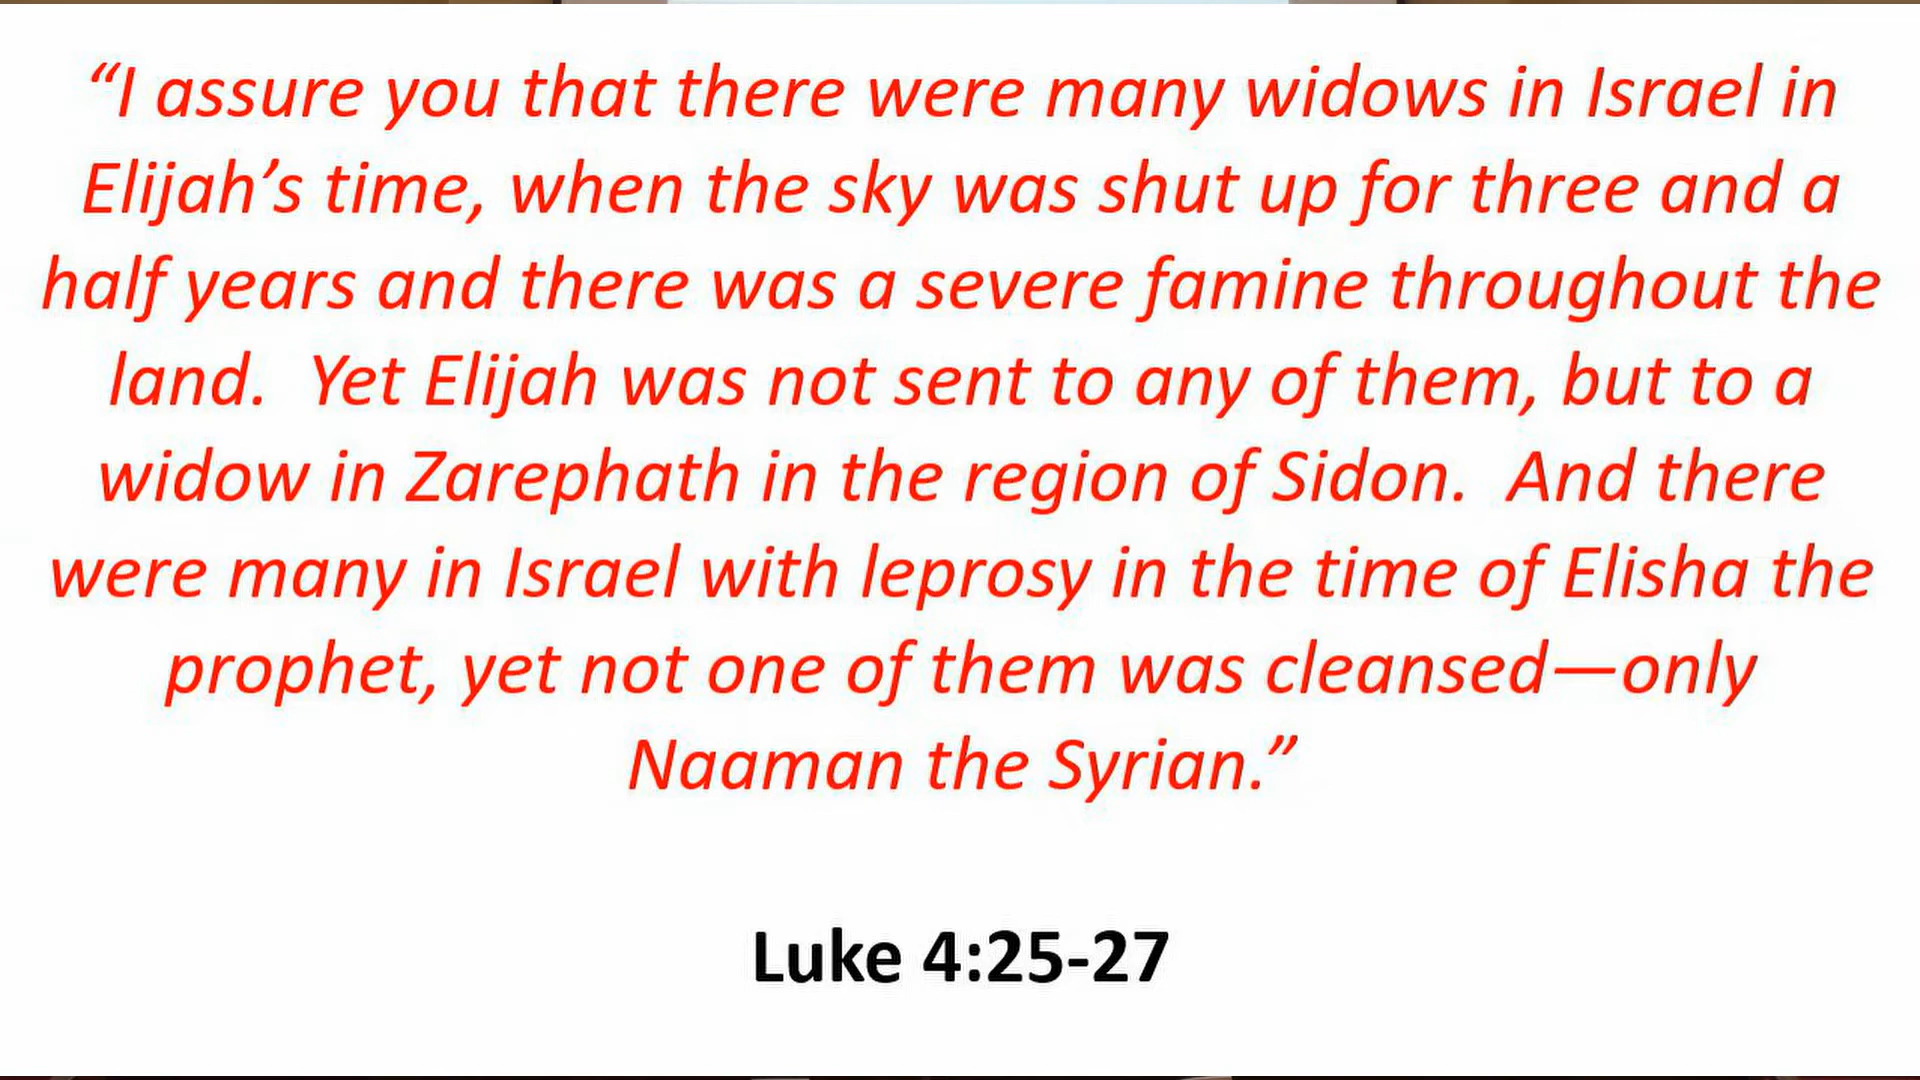 “I assure you that there were many widows in Israel in
Elijah’s time, when the sky was shut up for three and a
half years and there was a severe famine throughout the
land.  Yet Elijah was not sent to any of them, but to a
widow in Zarephath in the region of Sidon.  And there
were many in Israel with leprosy in the time of Elisha the
prophet, yet not one of them was cleansed—only
Naaman the Syrian.”
Luke 4:25-27